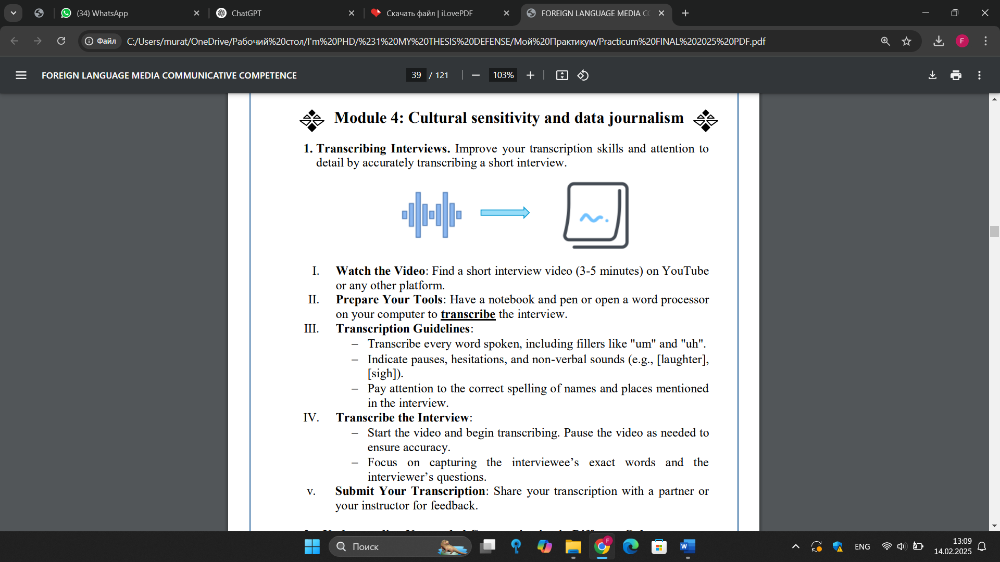 (34) WhatsApp
ChatGPT
Скачать файл | iLovePDF
FOREIGN LANGUAGE MEDIA C
Файл
C:/Users/murat/OneDrive/Рабочий%20стол/I'm%20PHD/%231%20MY%20THESIS%20DEFENSE/Мой%20Практикум/Practicum%20FINAL%202025%20PDF.pdf
F
FOREIGN LANGUAGE MEDIA COMMUNICATIVE COMPETENCE
39 / 121
103%
Module 4: Cultural sensitivity and data journalism
1. Transcribing Interviews. Improve your transcription skills and attention to
detail by accurately transcribing a short interview.
I. Watch the Video: Find a short interview video (3-5 minutes) on YouTube
or any other platform.
II. Prepare Your Tools: Have a notebook and pen or open a word processor
on your computer to transcribe the interview.
III. Transcription Guidelines:
– Transcribe every word spoken, including fillers like "um" and "uh".
– Indicate pauses, hesitations, and non-verbal sounds (e.g., [laughter],
[sigh]).
– Pay attention to the correct spelling of names and places mentioned
in the interview.
IV. Transcribe the Interview:
– Start the video and begin transcribing. Pause the video as needed to
ensure accuracy.
– Focus on capturing the interviewee’s exact words and the
interviewer’s questions.
v. Submit Your Transcription: Share your transcription with a partner or
your instructor for feedback.
Поиск
F
W
ENG
13:09
14.02.2025